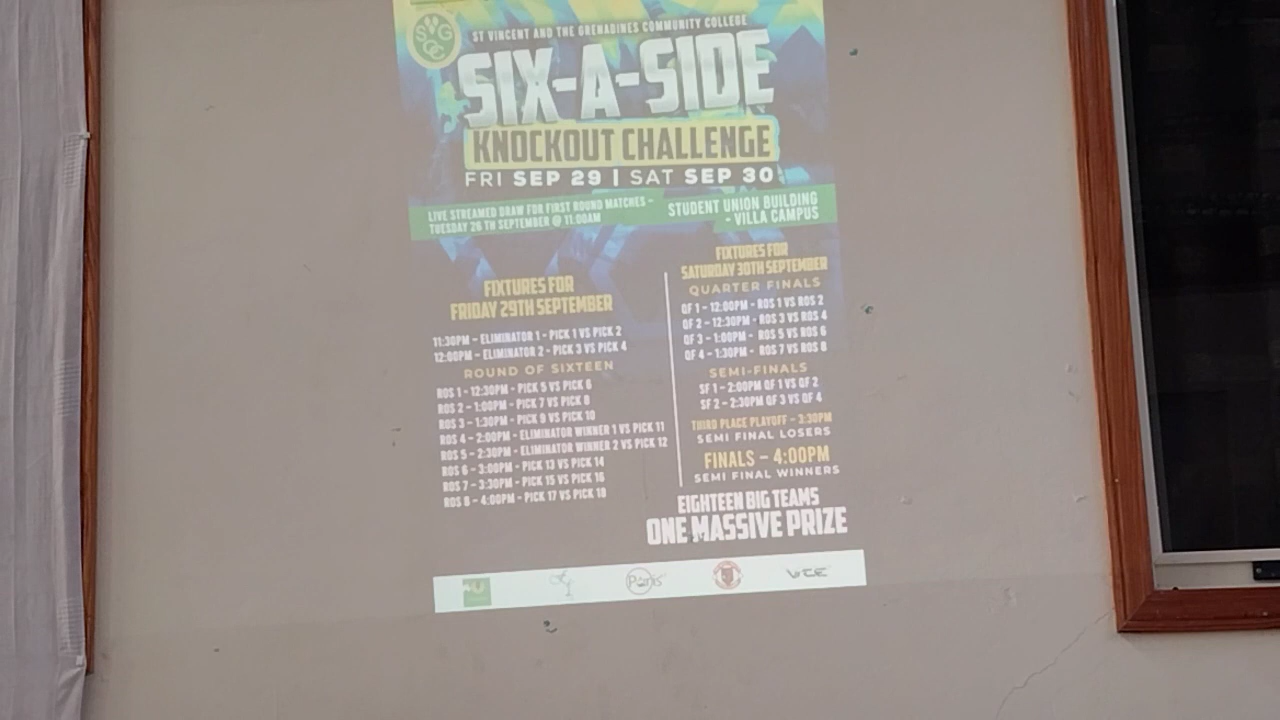 SVGCC
ST VINCENT AND THE GRENADINES COMMUNITY COLLEGE
SIX-A-SIDE
KNOCKOUT CHALLENGE
FRI SEP 29 | SAT SEP 30
LIVE STREAMED DRAW FOR FIRST ROUND MATCHES -
TUESDAY 26 TH SEPTEMBER @ 11:00AM
STUDENT UNION BUILDING
- VILLA CAMPUS
FIXTURES FOR
FRIDAY 29TH SEPTEMBER
11:30PM - ELIMINATOR 1 - PICK 1 VS PICK 2
12:00PM - ELIMINATOR 2 - PICK 3 VS PICK 4
ROUND OF SIXTEEN
ROS 1 - 12:30PM - PICK 5 VS PICK 6
ROS 2 - 1:00PM - PICK 7 VS PICK 8
ROS 3 - 1:30PM - PICK 9 VS PICK 10
ROS 4 - 2:00PM - ELIMINATOR WINNER 1 VS PICK 11
ROS 5 - 2:30PM - ELIMINATOR WINNER 2 VS PICK 12
ROS 6 - 3:00PM - PICK 13 VS PICK 14
ROS 7 - 3:30PM - PICK 15 VS PICK 16
ROS 8 - 4:00PM - PICK 17 VS PICK 18
FIXTURES FOR
SATURDAY 30TH SEPTEMBER
QUARTER FINALS
QF 1 - 12:00PM - ROS 1 VS ROS 2
QF 2 - 12:30PM - ROS 3 VS ROS 4
QF 3 - 1:00PM - ROS 5 VS ROS 6
QF 4 - 1:30PM - ROS 7 VS ROS 8
SEMI-FINALS
SF 1 - 2:00PM QF 1 VS QF 2
SF 2 - 2:30PM QF 3 VS QF 4
THIRD PLACE PLAYOFF - 3:30PM
SEMI FINAL LOSERS
FINALS - 4:00PM
SEMI FINAL WINNERS
EIGHTEEN BIG TEAMS
ONE MASSIVE PRIZE
Paris